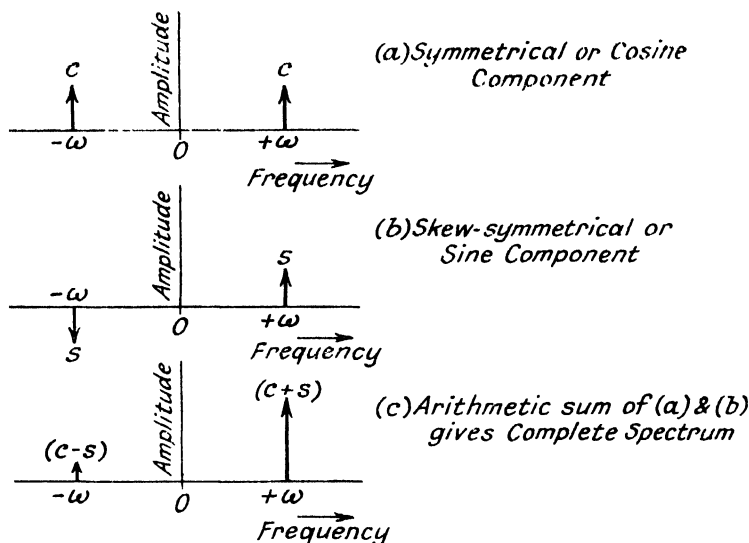 Amplitude
c
c
(a) Symmetrical or Cosine
Component
-ω
0
+ω
Frequency
Amplitude
(b) Skew-symmetrical or
Sine Component
s
-ω
0
+ω
s
Frequency
Amplitude
(c+s)
(c) Arithmetic sum of (a) & (b)
gives Complete Spectrum
(c-s)
-ω
0
+ω
Frequency